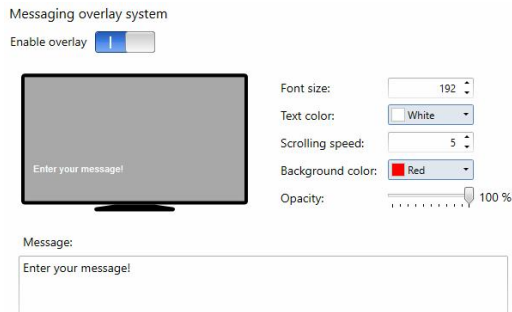 Messaging overlay system
Enable overlay
Enter your message!
Font size: 192
Text color: White
Scrolling speed: 5
Background color: Red
Opacity: 100 %
Message:
Enter your message!